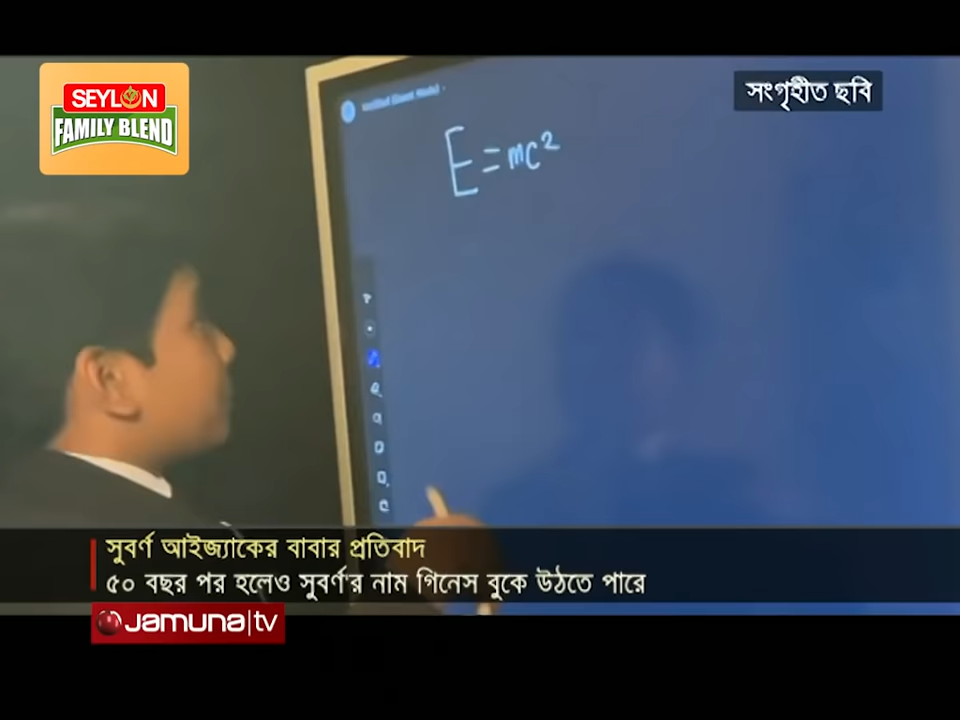 SEYLON
FAMILY BLEND
সংগৃহীত ছবি
E=mc²
সুবর্ণ আইজ্যাকের বাবার প্রতিবাদ
৫০ বছর পর হলেও সুবর্ণ'র নাম গিনেস বুকে উঠতে পারে
Jamuna|tv